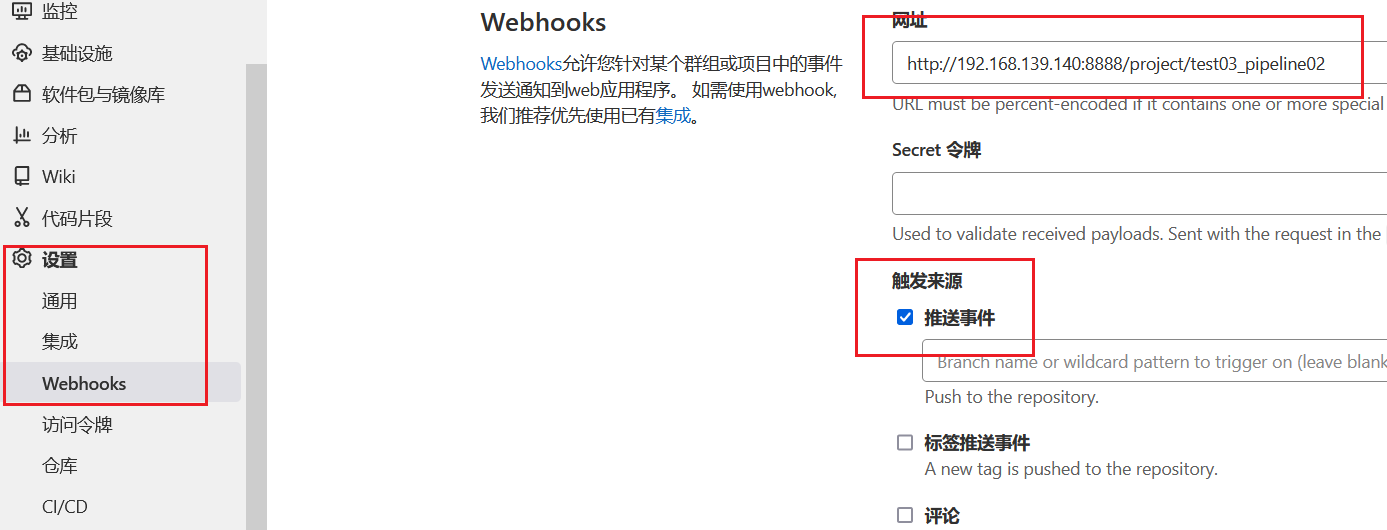 监控
基础设施
软件包与镜像库
分析
Wiki
代码片段
设置
通用
集成
Webhooks
访问令牌
仓库
CI/CD
Webhooks
Webhooks允许您针对某个群组或项目中的事件
发送通知到web应用程序。 如需使用webhook,
我们推荐优先使用已有集成。
网址
http://192.168.139.140:8888/project/test03_pipeline02
URL must be percent-encoded if it contains one or more special
Secret 令牌
Used to validate received payloads. Sent with the request in the
触发来源
推送事件
Branch name or wildcard pattern to trigger on (leave blank
Push to the repository.
标签推送事件
A new tag is pushed to the repository.
评论